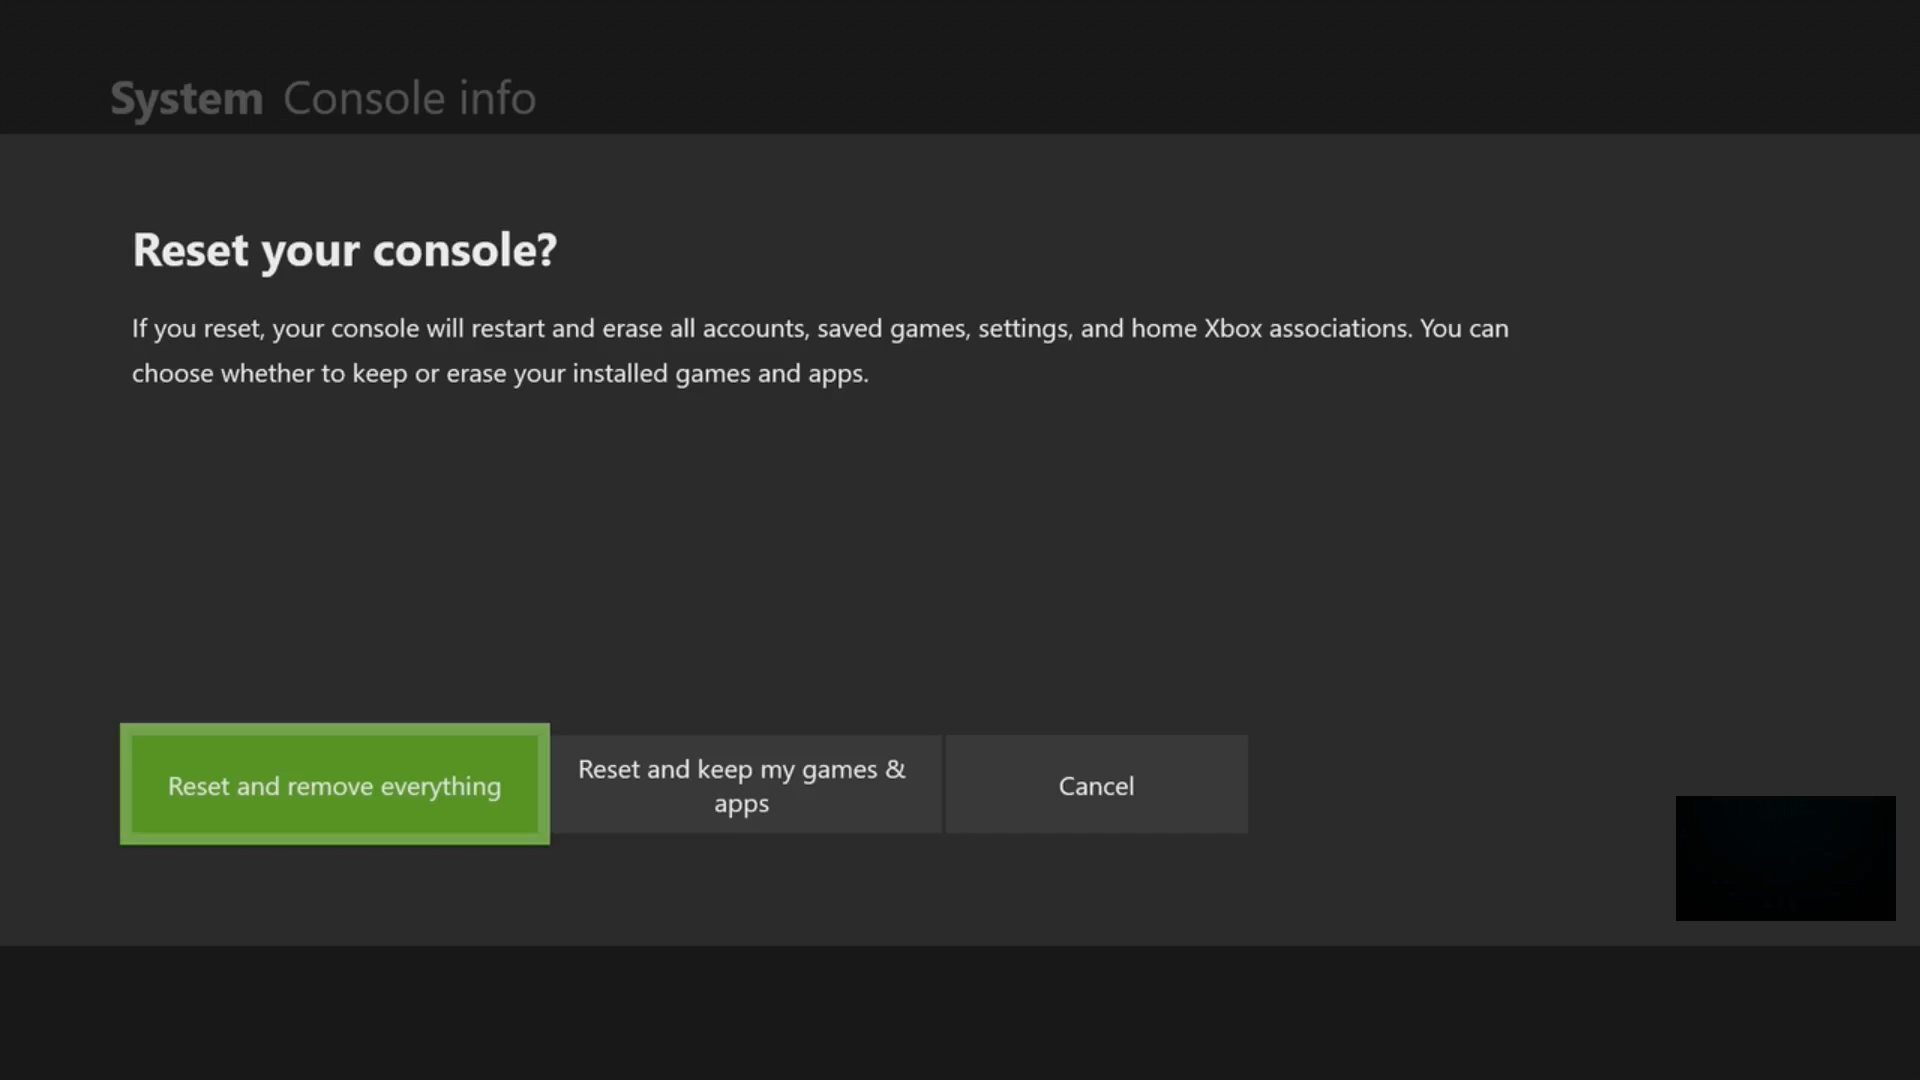 System Console info
Reset your console?
If you reset, your console will restart and erase all accounts, saved games, settings, and home Xbox associations. You can
choose whether to keep or erase your installed games and apps.
Reset and remove everything
Reset and keep my games &
apps
Cancel